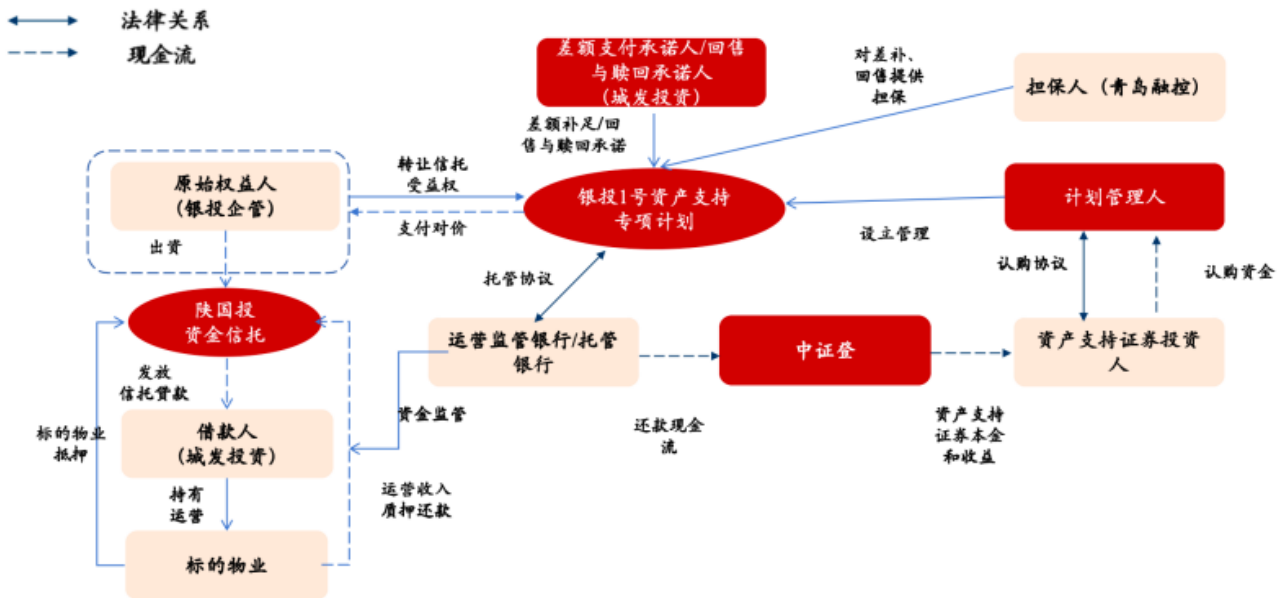 法律关系
现金流
差额支付承诺人/回售
与赎回承诺人
(城发投资)
对差补、
回售提供
担保
担保人（青岛融控）
差额补足/回
售与赎回承诺
原始权益人
(银投企管)
转让信托
受益权
支付对价
银投1号资产支持
专项计划
计划管理人
设立管理
出资
托管协议
认购协议
认购资金
陕国投
资金信托
运营监管银行/托管
银行
中证登
资产支持证券投资
人
发放
信托贷款
资金监管
还款现金
流
资产支持
证券本金
和收益
标的物业
抵押
借款人
(城发投资)
持有
运营
运营收入
质押还款
标的物业